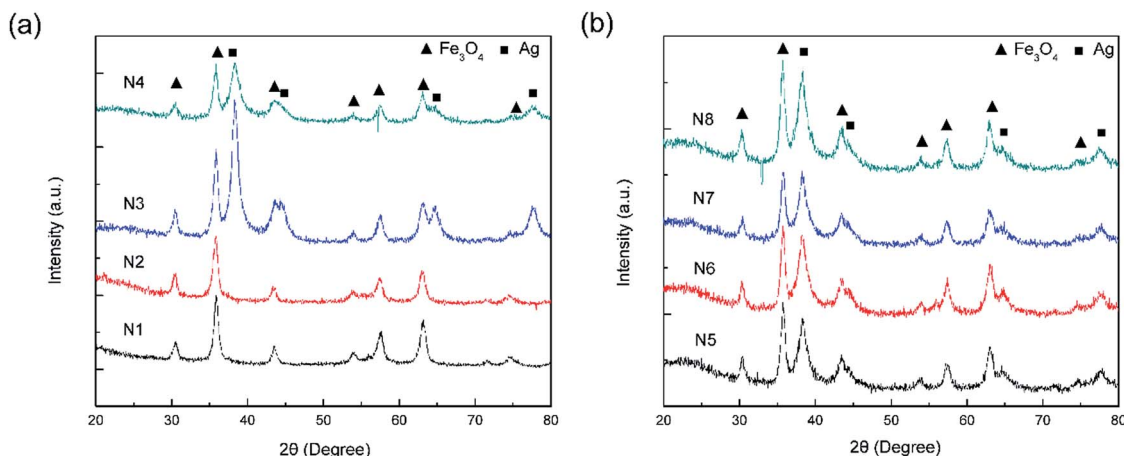 (a)
▲ Fe₃O₄ ■ Ag
N4
N3
N2
N1
Intensity (a.u.)
20 30 40 50 60 70 80
2θ (Degree)
(b)
▲ Fe₃O₄ ■ Ag
N8
N7
N6
N5
Intensity (a.u.)
20 30 40 50 60 70 80
2θ (Degree)